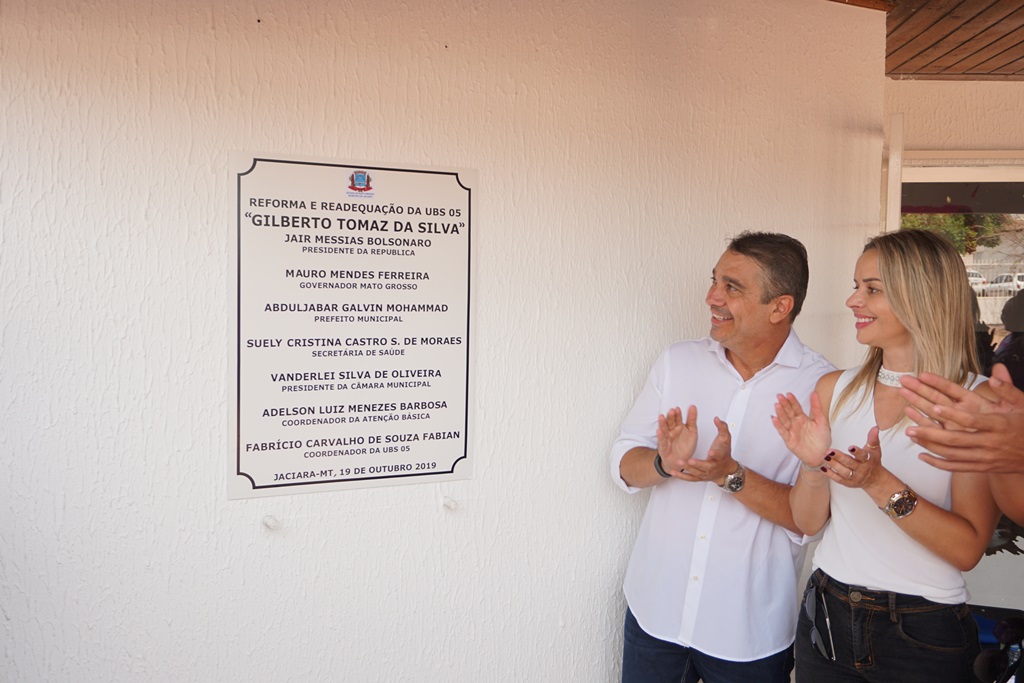 REFORMA E READEQUAÇÃO DA UBS 05
“GILBERTO TOMAZ DA SILVA”
JAIR MESSIAS BOLSONARO
PRESIDENTE DA REPUBLICA
MAURO MENDES FERREIRA
GOVERNADOR MATO GROSSO
ABDULJABAR GALVIN MOHAMMAD
PREFEITO MUNICIPAL
SUELY CRISTINA CASTRO S. DE MORAES
SECRETÁRIA DE SAÚDE
VANDERLEI SILVA DE OLIVEIRA
PRESIDENTE DA CÂMARA MUNICIPAL
ADELSON LUIZ MENEZES BARBOSA
COORDENADOR DA ATENÇÃO BÁSICA
FABRÍCIO CARVALHO DE SOUZA FABIAN
COORDENADOR DA UBS 05
JACIARA-MT, 19 DE OUTUBRO 2019